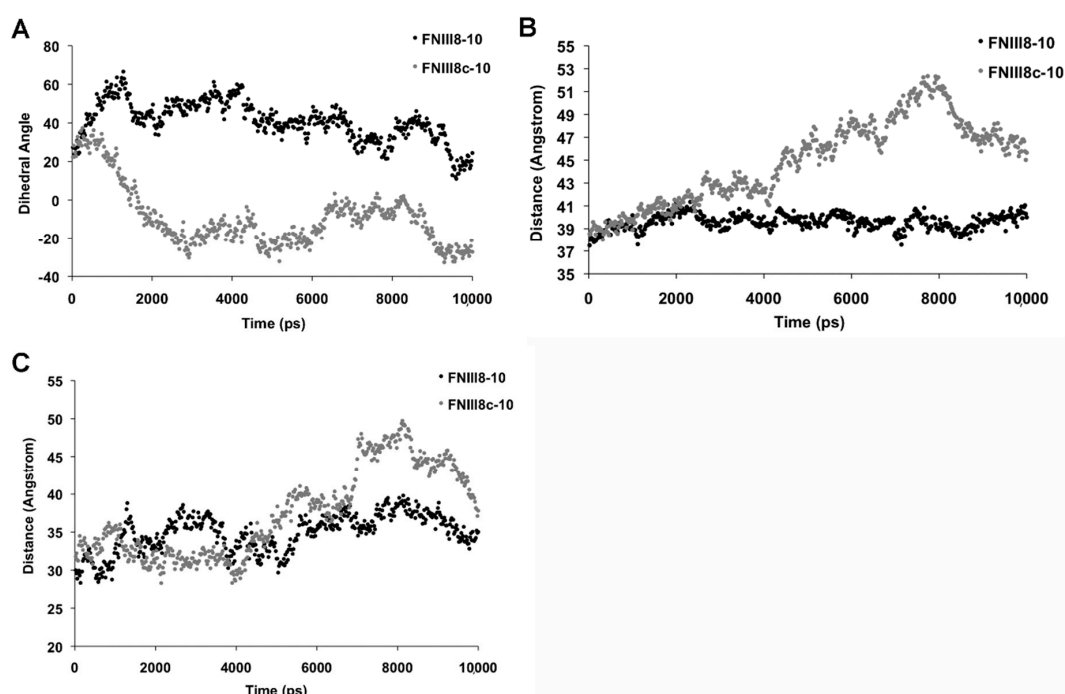 A
FNIII8-10
FNIII8c-10
80
60
40
20
0
-20
-40
Dihedral Angle
0
2000
4000
6000
8000
10,000
Time (ps)
B
FNIII8-10
FNIII8c-10
55
53
51
49
47
45
43
41
39
37
35
Distance (Angstrom)
0
2000
4000
6000
8000
10,000
Time (ps)
C
FNIII8-10
FNIII8c-10
55
50
45
40
35
30
25
20
Distance (Angstrom)
0
2000
4000
6000
8000
10,000
Time (ps)